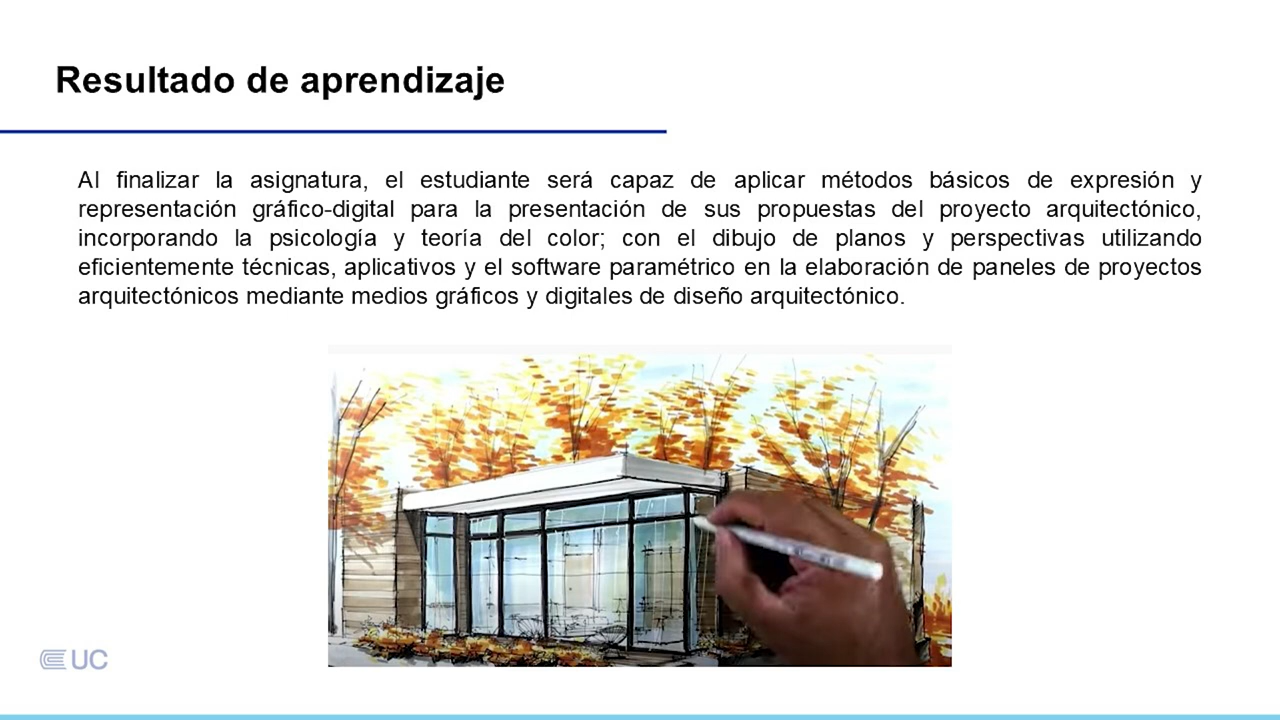 Resultado de aprendizaje
Al finalizar la asignatura, el estudiante será capaz de aplicar métodos básicos de expresión y
representación gráfico-digital para la presentación de sus propuestas del proyecto arquitectónico,
incorporando la psicología y teoría del color; con el dibujo de planos y perspectivas utilizando
eficientemente técnicas, aplicativos y el software paramétrico en la elaboración de paneles de proyectos
arquitectónicos mediante medios gráficos y digitales de diseño arquitectónico.
UC